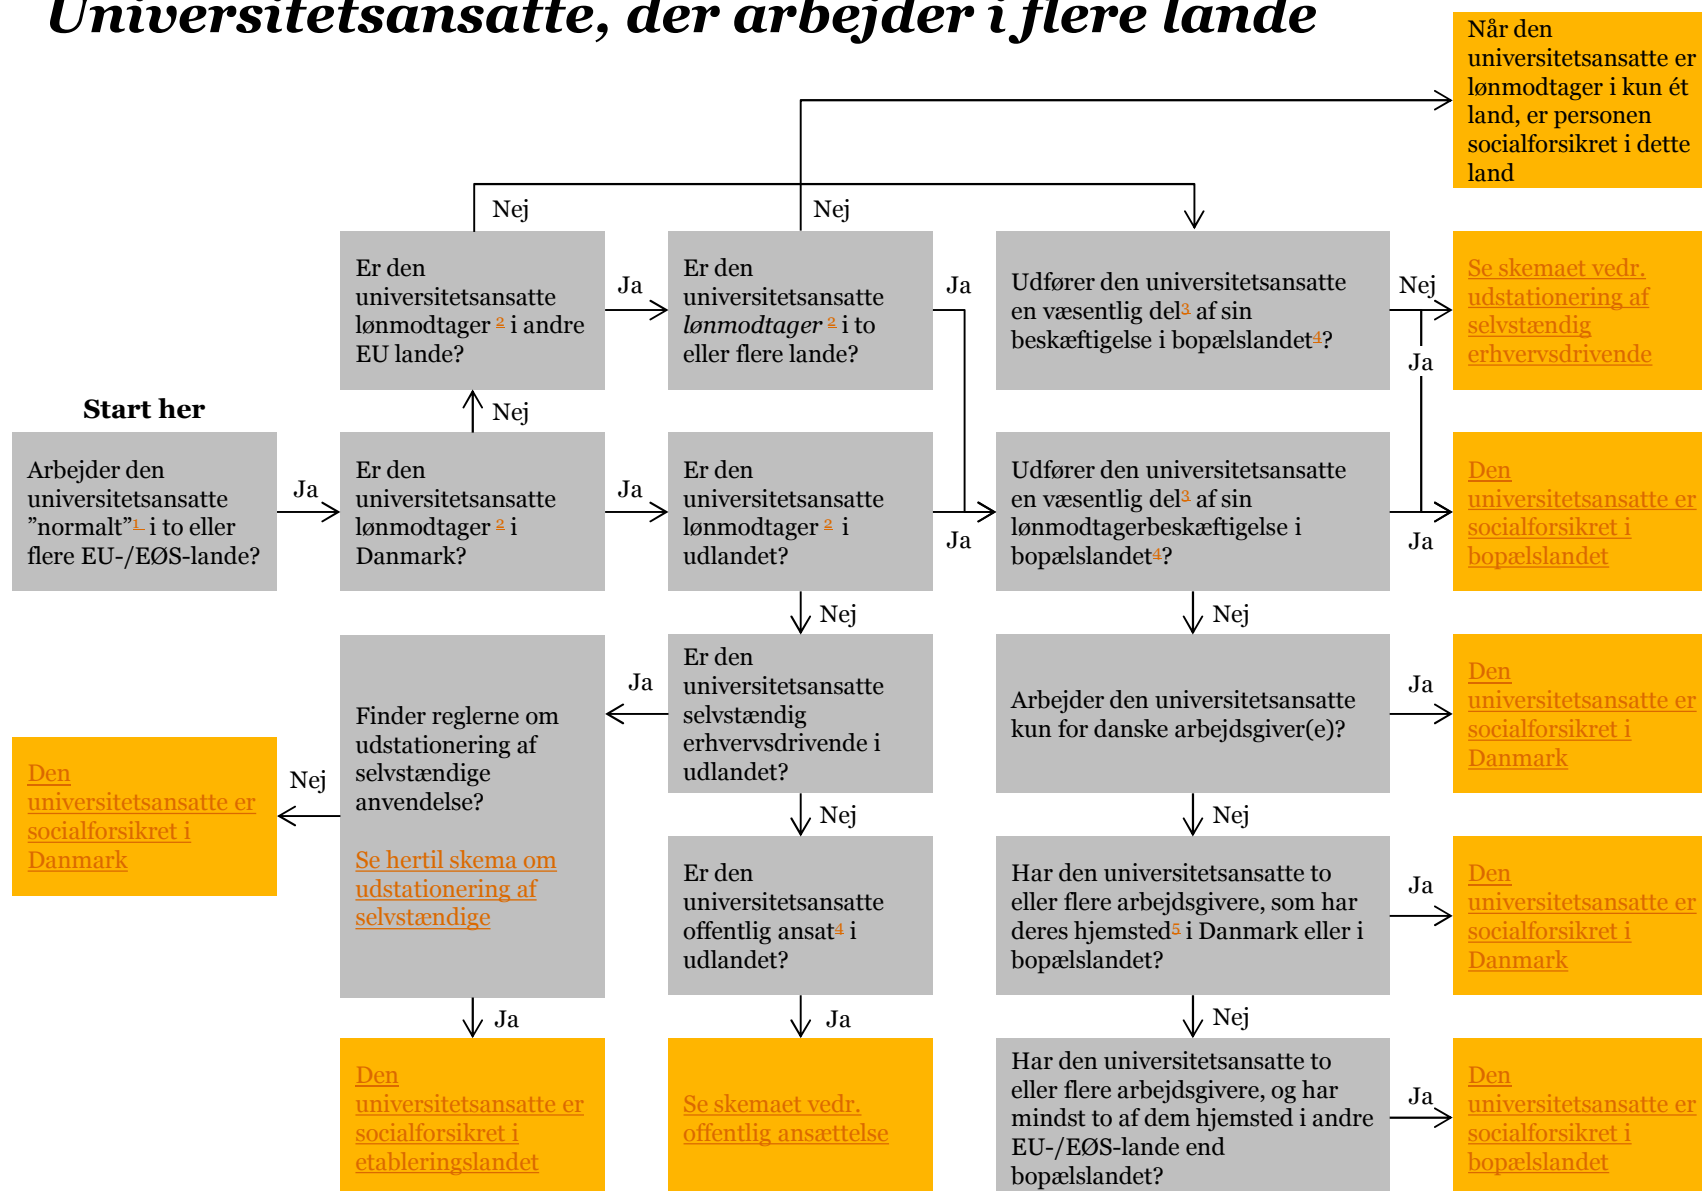 Universitetsansatte, der arbejder i flere lande
Når den
universitetsansatte er
lønmodtager i kun ét
land, er personen
socialforsikret i dette
land
Nej
Nej
Er den
universitetsansatte
lønmodtager ² i andre
EU lande?
Ja
Er den
universitetsansatte
lønmodtager ² i to
eller flere lande?
Ja
Udfører den universitetsansatte
en væsentlig del³ af sin
beskæftigelse i bopælslandet⁴?
Nej
Ja
Se skemaet vedr.
udstationering af
selvstændig
erhvervsdrivende
Start her
Nej
Arbejder den
universitetsansatte
”normalt”¹ i to eller
flere EU-/EØS-lande?
Ja
Er den
universitetsansatte
lønmodtager ² i
Danmark?
Ja
Er den
universitetsansatte
lønmodtager ² i
udlandet?
Ja
Udfører den universitetsansatte
en væsentlig del³ af sin
lønmodtagerbeskæftigelse i
bopælslandet⁴?
Ja
Den
universitetsansatte er
socialforsikret i
bopælslandet
Nej
Nej
Den
universitetsansatte er
socialforsikret i
Danmark
Nej
Finder reglerne om
udstationering af
selvstændige
anvendelse?
Se hertil skema om
udstationering af
selvstændige
Ja
Er den
universitetsansatte
selvstændig
erhvervsdrivende i
udlandet?
Arbejder den universitetsansatte
kun for danske arbejdsgiver(e)?
Ja
Den
universitetsansatte er
socialforsikret i
Danmark
Nej
Nej
Er den
universitetsansatte
offentlig ansat⁴ i
udlandet?
Har den universitetsansatte to
eller flere arbejdsgivere, som har
deres hjemsted⁵ i Danmark eller i
bopælslandet?
Ja
Den
universitetsansatte er
socialforsikret i
Danmark
Ja
Ja
Nej
Den
universitetsansatte er
socialforsikret i
etableringslandet
Se skemaet vedr.
offentlig ansættelse
Har den universitetsansatte to
eller flere arbejdsgivere, og har
mindst to af dem hjemsted i andre
EU-/EØS-lande end
bopælslandet?
Ja
Den
universitetsansatte er
socialforsikret i
bopælslandet